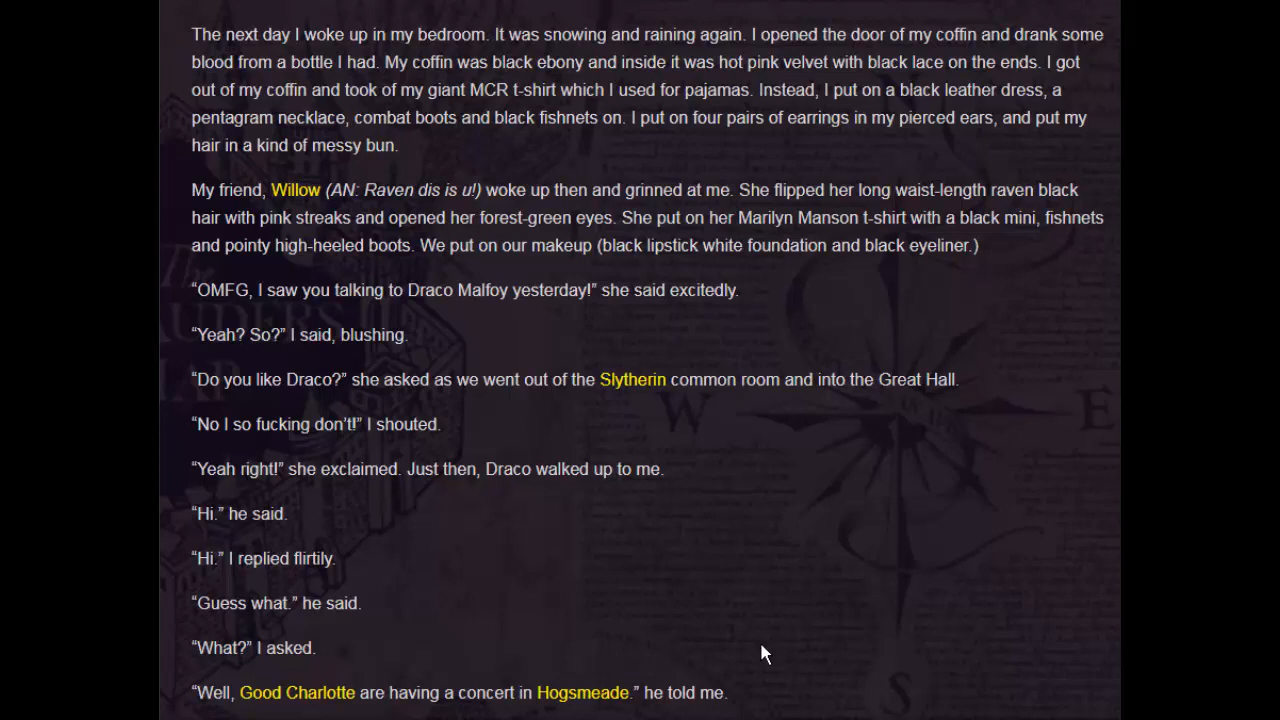 The next day I woke up in my bedroom. It was snowing and raining again. I opened the door of my coffin and drank some
blood from a bottle I had. My coffin was black ebony and inside it was hot pink velvet with black lace on the ends. I got
out of my coffin and took of my giant MCR t-shirt which I used for pajamas. Instead, I put on a black leather dress, a
pentagram necklace, combat boots and black fishnets on. I put on four pairs of earrings in my pierced ears, and put my
hair in a kind of messy bun.
My friend, Willow (AN: Raven dis is u!) woke up then and grinned at me. She flipped her long waist-length raven black
hair with pink streaks and opened her forest-green eyes. She put on her Marilyn Manson t-shirt with a black mini, fishnets
and pointy high-heeled boots. We put on our makeup (black lipstick white foundation and black eyeliner.)
“OMFG, I saw you talking to Draco Malfoy yesterday!” she said excitedly.
“Yeah? So?” I said, blushing.
“Do you like Draco?” she asked as we went out of the Slytherin common room and into the Great Hall.
“No I so fucking don’t!” I shouted.
“Yeah right!” she exclaimed. Just then, Draco walked up to me.
“Hi.” he said.
“Hi.” I replied flirtily.
“Guess what.” he said.
“What?” I asked.
“Well, Good Charlotte are having a concert in Hogsmeade.” he told me.
W
E
S
N